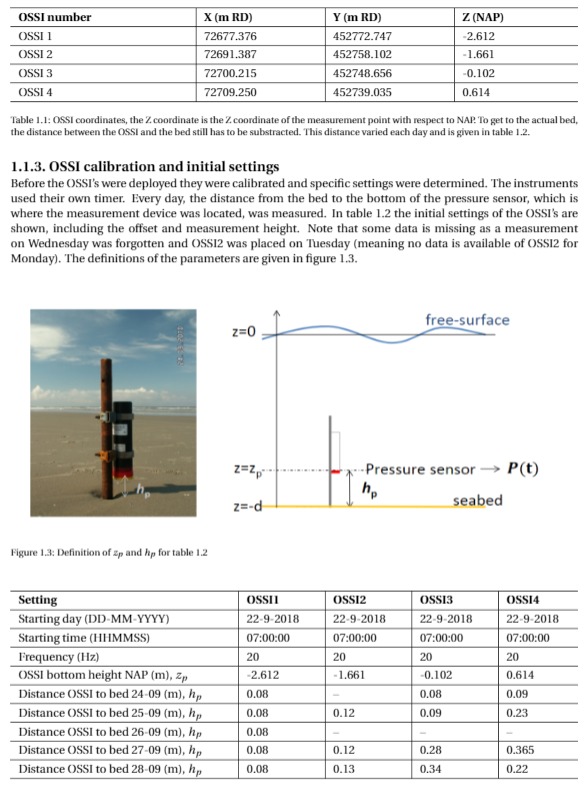 OSSI number X (m RD) Y (m RD) Z (NAP)
OSSI 1 72677.376 452772.747 -2.612
OSSI 2 72691.387 452758.102 -1.661
OSSI 3 72700.215 452748.656 -0.102
OSSI 4 72709.250 452739.035 0.614
Table 1.1: OSSI coordinates, the Z coordinate is the Z coordinate of the measurement point with respect to NAP. To get to the actual bed,
the distance between the OSSI and the bed still has to be substracted. This distance varied each day and is given in table 1.2.
1.1.3. OSSI calibration and initial settings
Before the OSSI's were deployed they were calibrated and specific settings were determined. The instruments
used their own timer. Every day, the distance from the bed to the bottom of the pressure sensor, which is
where the measurement device was located, was measured. In table 1.2 the initial settings of the OSSI's are
shown, including the offset and measurement height. Note that some data is missing as a measurement
on Wednesday was forgotten and OSSI2 was placed on Tuesday (meaning no data is available of OSSI2 for
Monday). The definitions of the parameters are given in figure 1.3.
free-surface
z=0
z=zp
Pressure sensor → P(t)
hp
hp
seabed
z=-d
Figure 1.3: Definition of zp and hp for table 1.2
Setting OSSI1 OSSI2 OSSI3 OSSI4
Starting day (DD-MM-YYYY) 22-9-2018 22-9-2018 22-9-2018 22-9-2018
Starting time (HHMMSS) 07:00:00 07:00:00 07:00:00 07:00:00
Frequency (Hz) 20 20 20 20
OSSI bottom height NAP (m), zp -2.612 -1.661 -0.102 0.614
Distance OSSI to bed 24-09 (m), hp 0.08 – 0.08 0.09
Distance OSSI to bed 25-09 (m), hp 0.08 0.12 0.09 0.23
Distance OSSI to bed 26-09 (m), hp 0.08 – – –
Distance OSSI to bed 27-09 (m), hp 0.08 0.12 0.28 0.365
Distance OSSI to bed 28-09 (m), hp 0.08 0.13 0.34 0.22